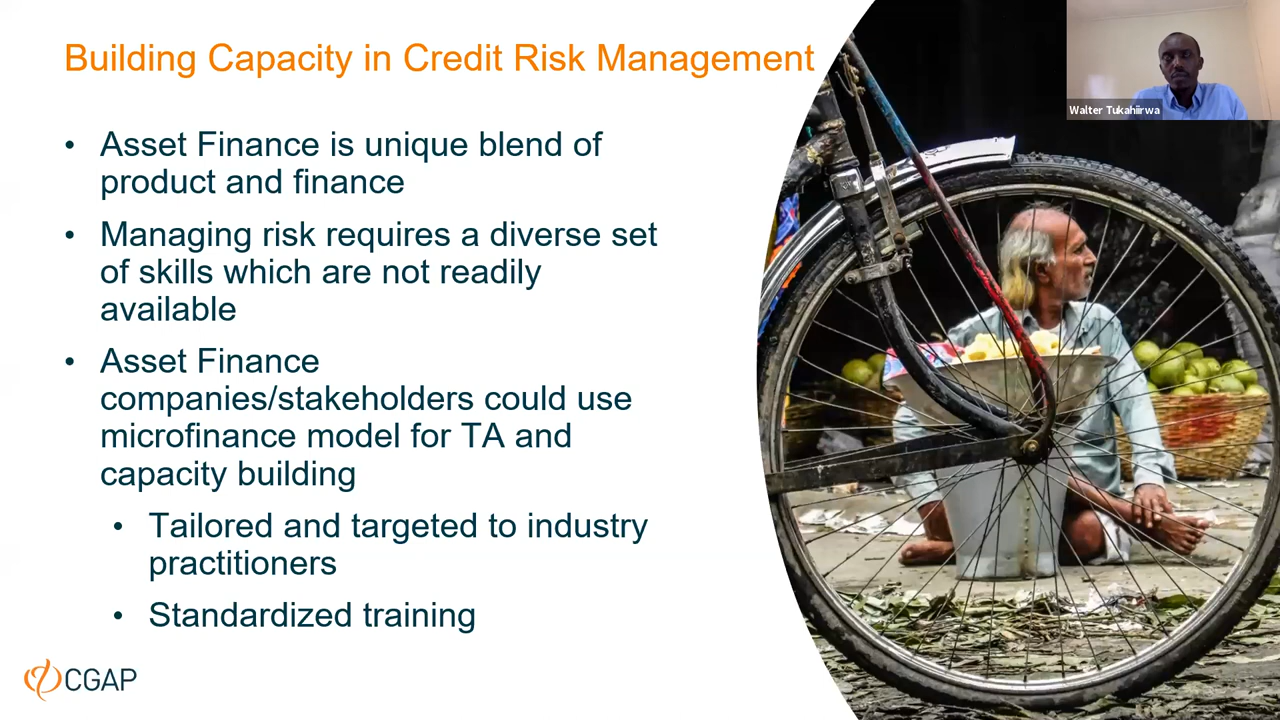 Building Capacity in Credit Risk Management
Walter Tukahiirwa
• Asset Finance is unique blend of
product and finance
• Managing risk requires a diverse set
of skills which are not readily
available
• Asset Finance
companies/stakeholders could use
microfinance model for TA and
capacity building
• Tailored and targeted to industry
practitioners
• Standardized training
CGAP